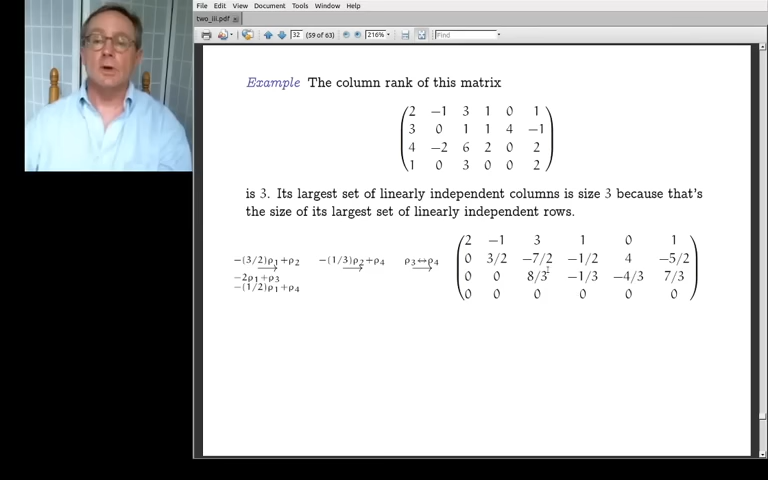 File Edit View Document Tools Window Help
two_iii.pdf
32 (59 of 63) 216% Find
Example The column rank of this matrix
2 −1 3 1 0 1
3 0 1 1 4 −1
4 −2 6 2 0 2
1 0 3 0 0 2
is 3. Its largest set of linearly independent columns is size 3 because that's
the size of its largest set of linearly independent rows.
−(3/2)ρ1+ρ2 −(1/3)ρ2+ρ4 ρ3↔ρ4
−2ρ1+ρ3
−(1/2)ρ1+ρ4
2 −1 3 1 0 1
0 3/2 −7/2 −1/2 4 −5/2
0 0 8/3 −1/3 −4/3 7/3
0 0 0 0 0 0